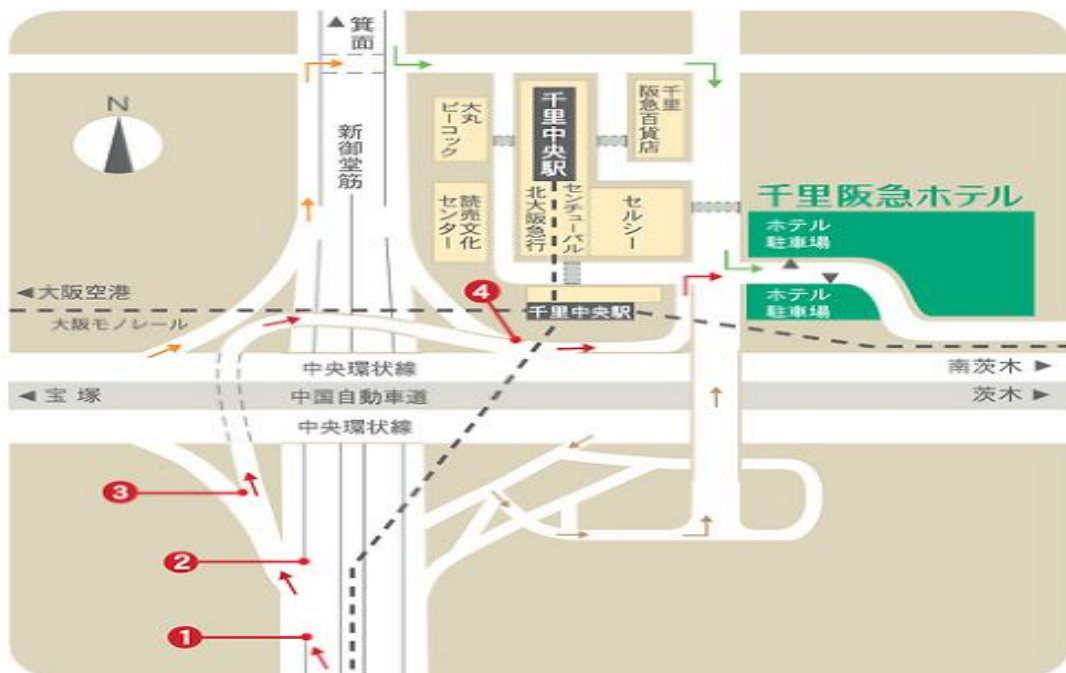 ▲箕面
N
新御堂筋
大丸
ピーコック
千里中央駅
千里
阪急百貨店
読売文化
センター
北大阪急行
センチューパル
セルシー
千里阪急ホテル
ホテル
駐車場
▲
▼
ホテル
駐車場
◀大阪空港
4
千里中央駅
大阪モノレール
中央環状線
南茨木 ▶
◀ 宝塚
中国自動車道
茨木 ▶
中央環状線
3
2
1